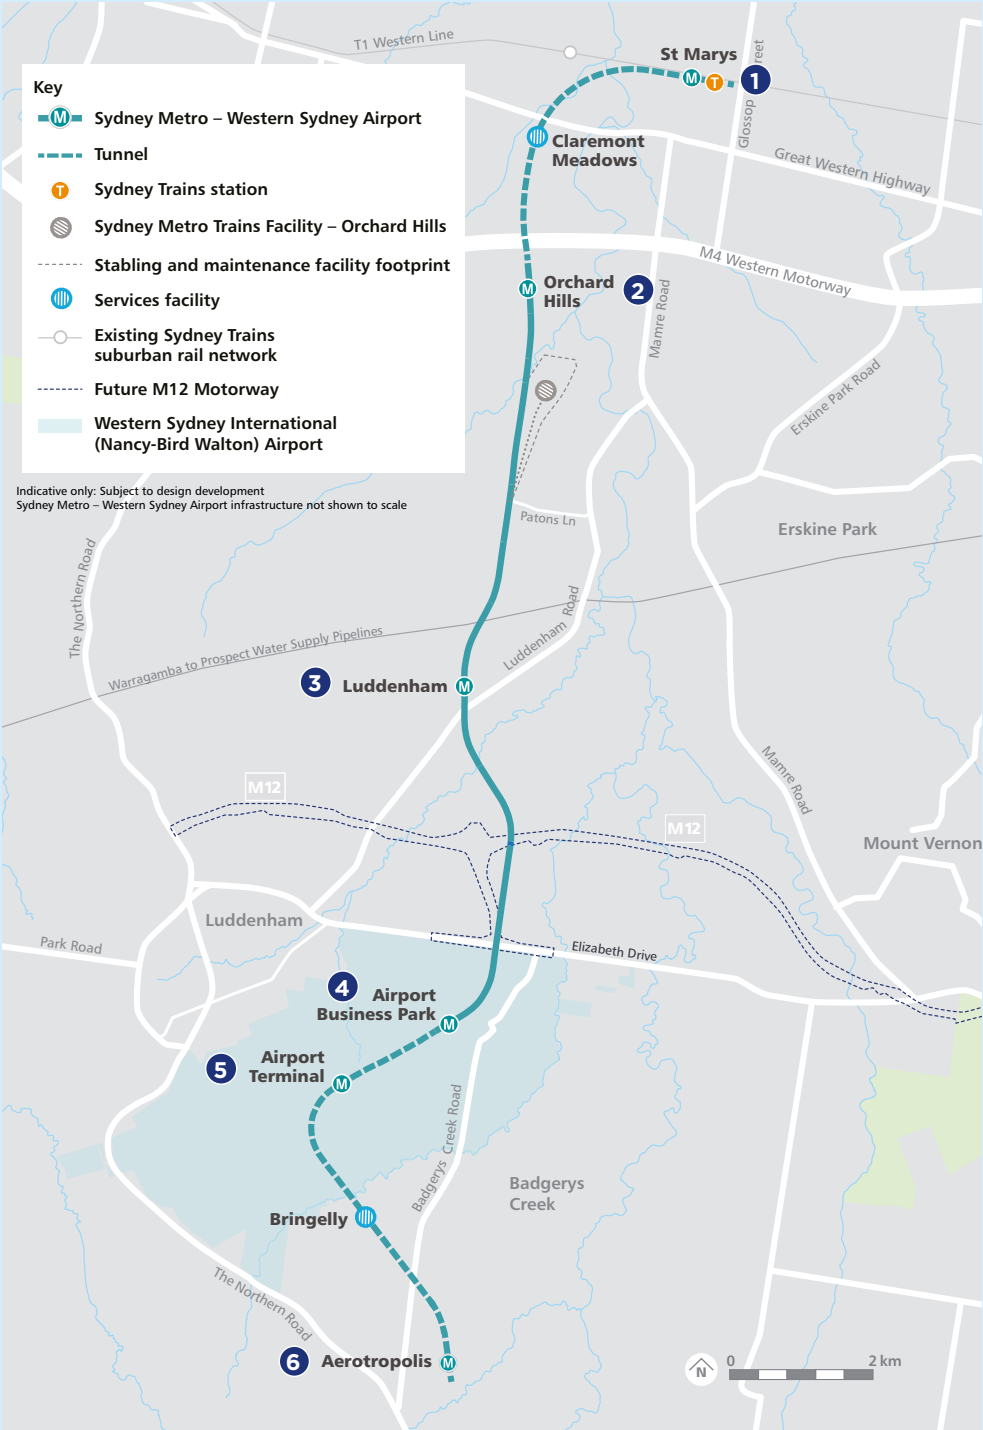 T1 Western Line
St Marys
M
T
1
Glossop
reet
Key
M
Sydney Metro – Western Sydney Airport
Tunnel
T
Sydney Trains station
Sydney Metro Trains Facility – Orchard Hills
Stabling and maintenance facility footprint
Services facility
Existing Sydney Trains
suburban rail network
Future M12 Motorway
Western Sydney International
(Nancy-Bird Walton) Airport
Indicative only: Subject to design development
Sydney Metro – Western Sydney Airport infrastructure not shown to scale
Claremont
Meadows
Great Western Highway
M4 Western Motorway
M
Orchard
Hills
2
Mamre Road
Erskine Park Road
Patons Ln
Erskine Park
The Northern Road
Luddenham Road
Warragamba to Prospect Water Supply Pipelines
3
Luddenham
M
Mamre Road
M12
M12
Mount Vernon
Luddenham
Park Road
Elizabeth Drive
4
Airport
Business Park
M
5
Airport
Terminal
M
Badgerys Creek Road
Badgerys
Creek
Bringelly
The Northern Road
6
Aerotropolis
M
N
0
2 km